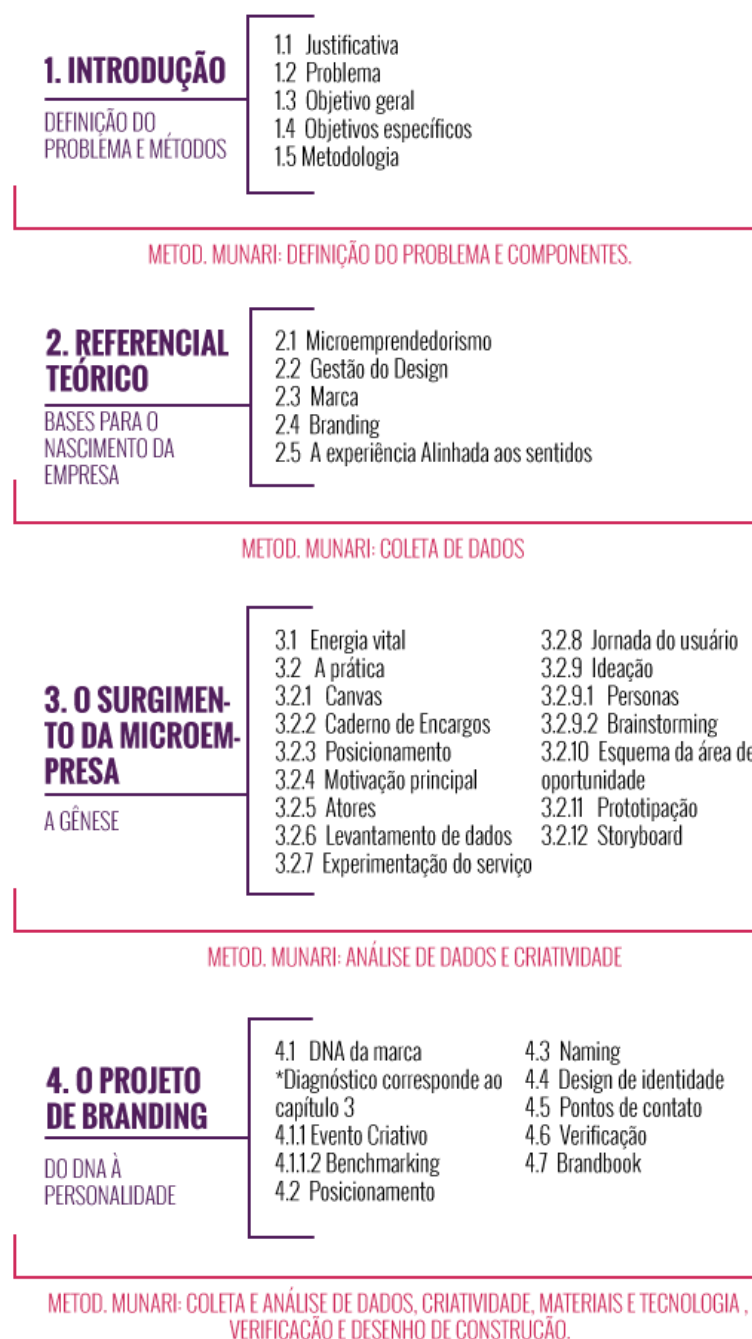 1. INTRODUÇÃO
DEFINIÇÃO DO
PROBLEMA E MÉTODOS
1.1 Justificativa
1.2 Problema
1.3 Objetivo geral
1.4 Objetivos específicos
1.5 Metodologia
METOD. MUNARI: DEFINIÇÃO DO PROBLEMA E COMPONENTES.
2. REFERENCIAL
TEÓRICO
BASES PARA O
NASCIMENTO DA
EMPRESA
2.1 Microemprendedorismo
2.2 Gestão do Design
2.3 Marca
2.4 Branding
2.5 A experiência Alinhada aos sentidos
METOD. MUNARI: COLETA DE DADOS
3. O SURGIMEN-
TO DA MICROEM-
PRESA
A GÊNESE
3.1 Energia vital
3.2 A prática
3.2.1 Canvas
3.2.2 Caderno de Encargos
3.2.3 Posicionamento
3.2.4 Motivação principal
3.2.5 Atores
3.2.6 Levantamento de dados
3.2.7 Experimentação do serviço
3.2.8 Jornada do usuário
3.2.9 Ideação
3.2.9.1 Personas
3.2.9.2 Brainstorming
3.2.10 Esquema da área de
oportunidade
3.2.11 Prototipação
3.2.12 Storyboard
METOD. MUNARI: ANÁLISE DE DADOS E CRIATIVIDADE
4. O PROJETO
DE BRANDING
DO DNA À
PERSONALIDADE
4.1 DNA da marca
*Diagnóstico corresponde ao
capítulo 3
4.1.1 Evento Criativo
4.1.1.2 Benchmarking
4.2 Posicionamento
4.3 Naming
4.4 Design de identidade
4.5 Pontos de contato
4.6 Verificação
4.7 Brandbook
METOD. MUNARI: COLETA E ANÁLISE DE DADOS, CRIATIVIDADE, MATERIAIS E TECNOLOGIA ,
VERIFICAÇÃO E DESENHO DE CONSTRUÇÃO.